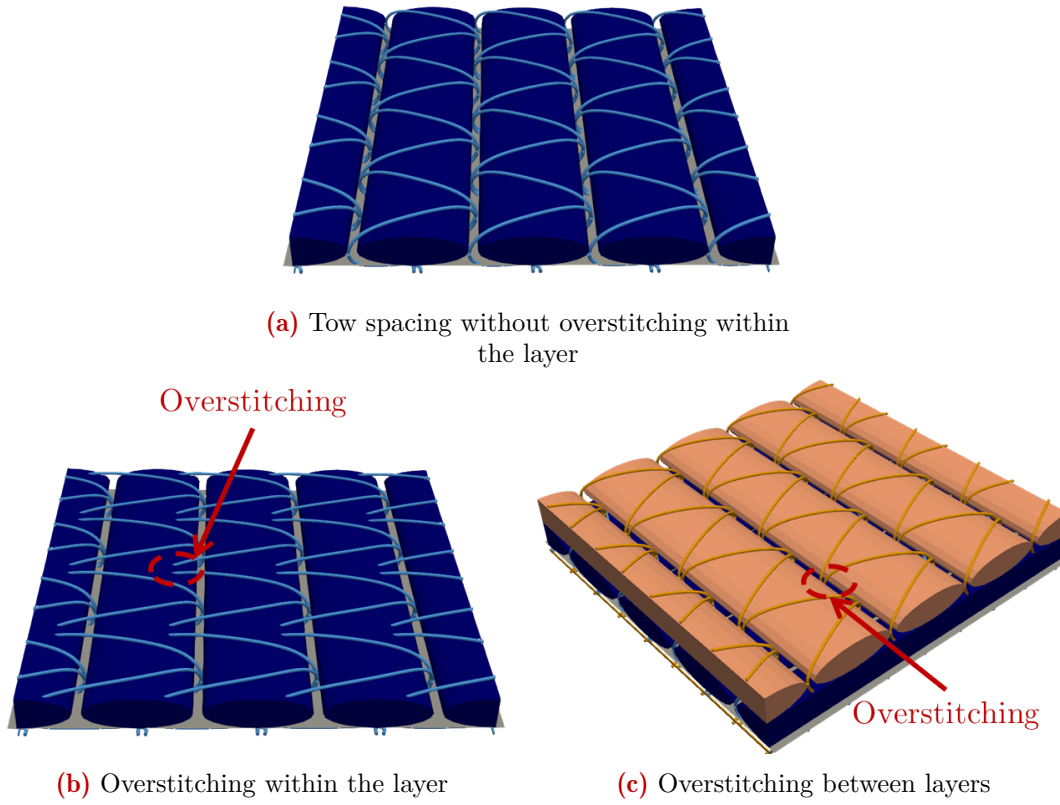 (a) Tow spacing without overstitching within
the layer
Overstitching
Overstitching
(b) Overstitching within the layer
(c) Overstitching between layers